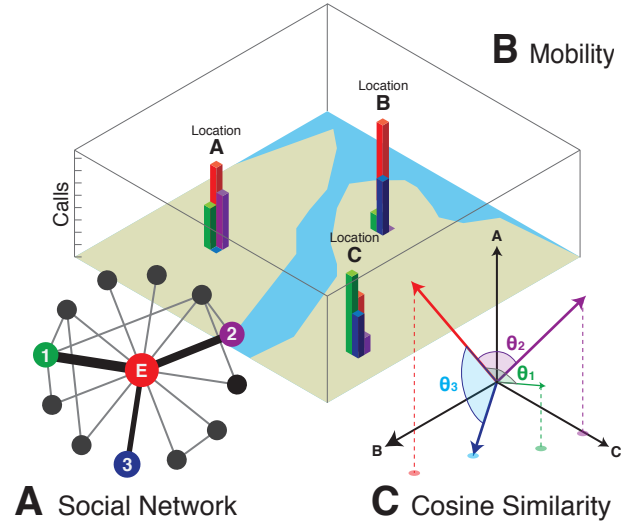 B Mobility
Location
B
Location
A
Calls
Location
C
A
2
1
E
θ2
θ1
θ3
3
B
C
A Social Network
C Cosine Similarity